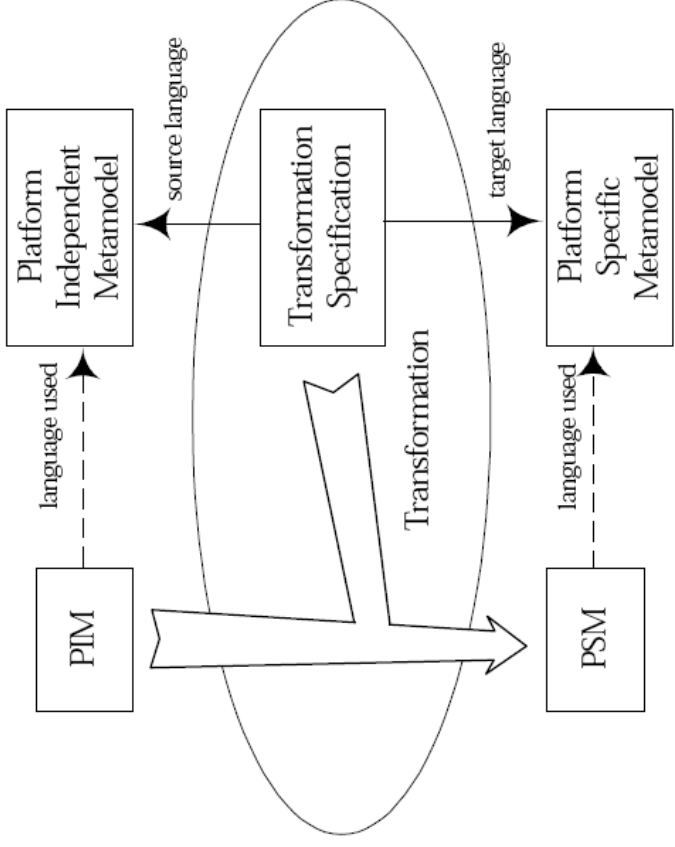 Platform
Independent
Metamodel
source language
Transformation
Specification
target language
Platform
Specific
Metamodel
language used
Transformation
language used
PIM
PSM